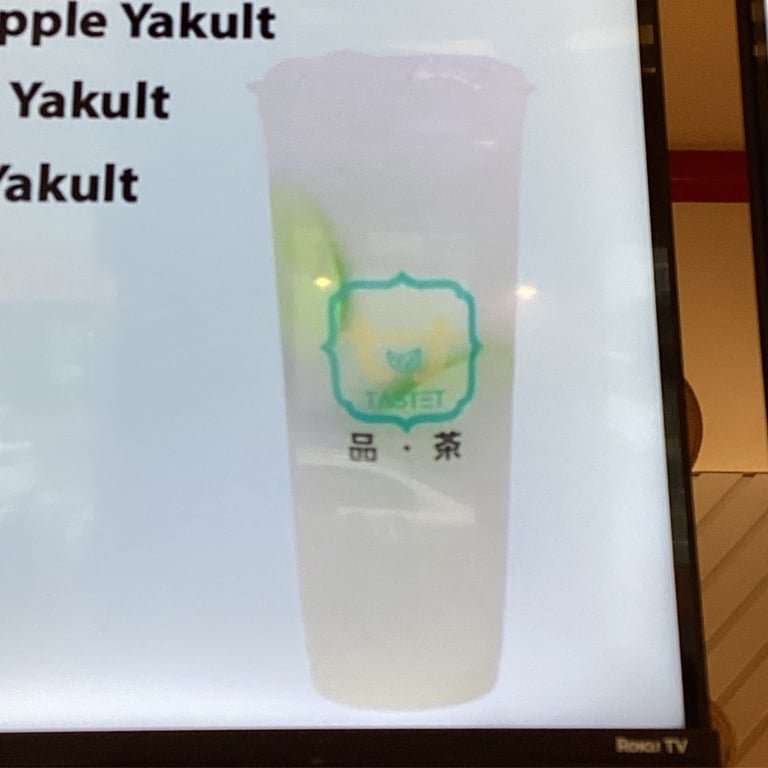 pple Yakult
Yakult
Yakult
TASTET
品·茶
Roku TV